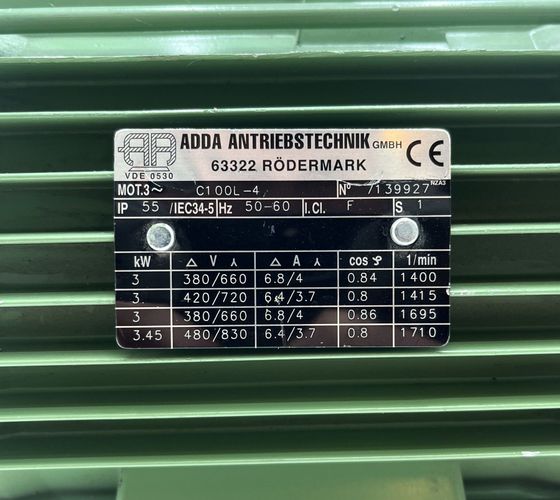 ADDA ANTRIEBSTECHNIK GMBH
63322 RÖDERMARK
CE
VDE 0530
MOT.3~ C100L-4 Nº 7139927 NZA3
IP 55 /IEC34-5 Hz 50-60 I.Cl. F S 1
kW Δ V ⅄ Δ A ⅄ cos φ 1/min
3 380/660 6.8/4 0.84 1400
3 420/720 6.4/3.7 0.8 1415
3 380/660 6.8/4 0.86 1695
3.45 480/830 6.4/3.7 0.8 1710